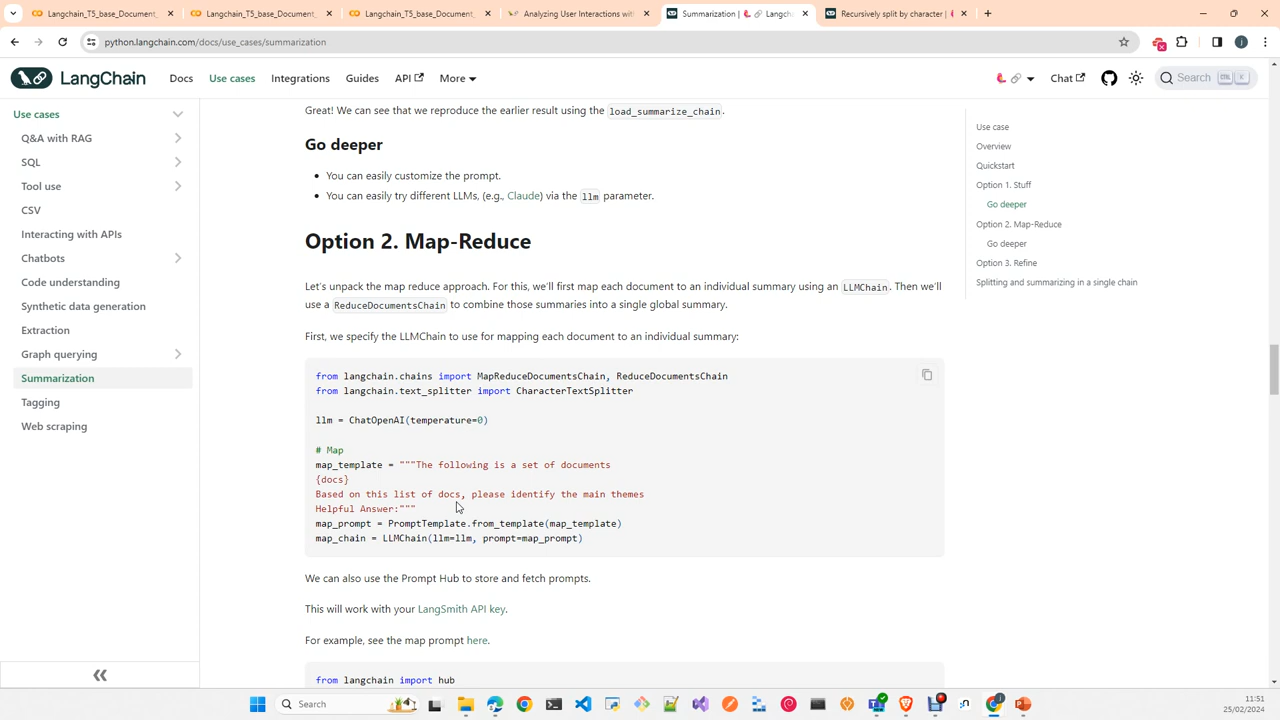 Langchain_T5_base_Document_
Langchain_T5_base_Document_
Langchain_T5_base_Document_
Analyzing User Interactions with
Summarization | 🦜️🔗 Langch
Recursively split by character |
python.langchain.com/docs/use_cases/summarization
LangChain
Docs
Use cases
Integrations
Guides
API
More
Chat
Search
Ctrl
K
Use cases
Q&A with RAG
SQL
Tool use
CSV
Interacting with APIs
Chatbots
Code understanding
Synthetic data generation
Extraction
Graph querying
Summarization
Tagging
Web scraping
Great! We can see that we reproduce the earlier result using the load_summarize_chain.
Go deeper
• You can easily customize the prompt.
• You can easily try different LLMs, (e.g., Claude) via the llm parameter.
Option 2. Map-Reduce
Let's unpack the map reduce approach. For this, we'll first map each document to an individual summary using an LLMChain. Then we'll
use a ReduceDocumentsChain to combine those summaries into a single global summary.
First, we specify the LLMChain to use for mapping each document to an individual summary:
from langchain.chains import MapReduceDocumentsChain, ReduceDocumentsChain
from langchain.text_splitter import CharacterTextSplitter
llm = ChatOpenAI(temperature=0)
# Map
map_template = """The following is a set of documents
{docs}
Based on this list of docs, please identify the main themes
Helpful Answer:"""
map_prompt = PromptTemplate.from_template(map_template)
map_chain = LLMChain(llm=llm, prompt=map_prompt)
We can also use the Prompt Hub to store and fetch prompts.
This will work with your LangSmith API key.
For example, see the map prompt here.
from langchain import hub
Use case
Overview
Quickstart
Option 1. Stuff
Go deeper
Option 2. Map-Reduce
Go deeper
Option 3. Refine
Splitting and summarizing in a single chain
Search
11:51
25/02/2024